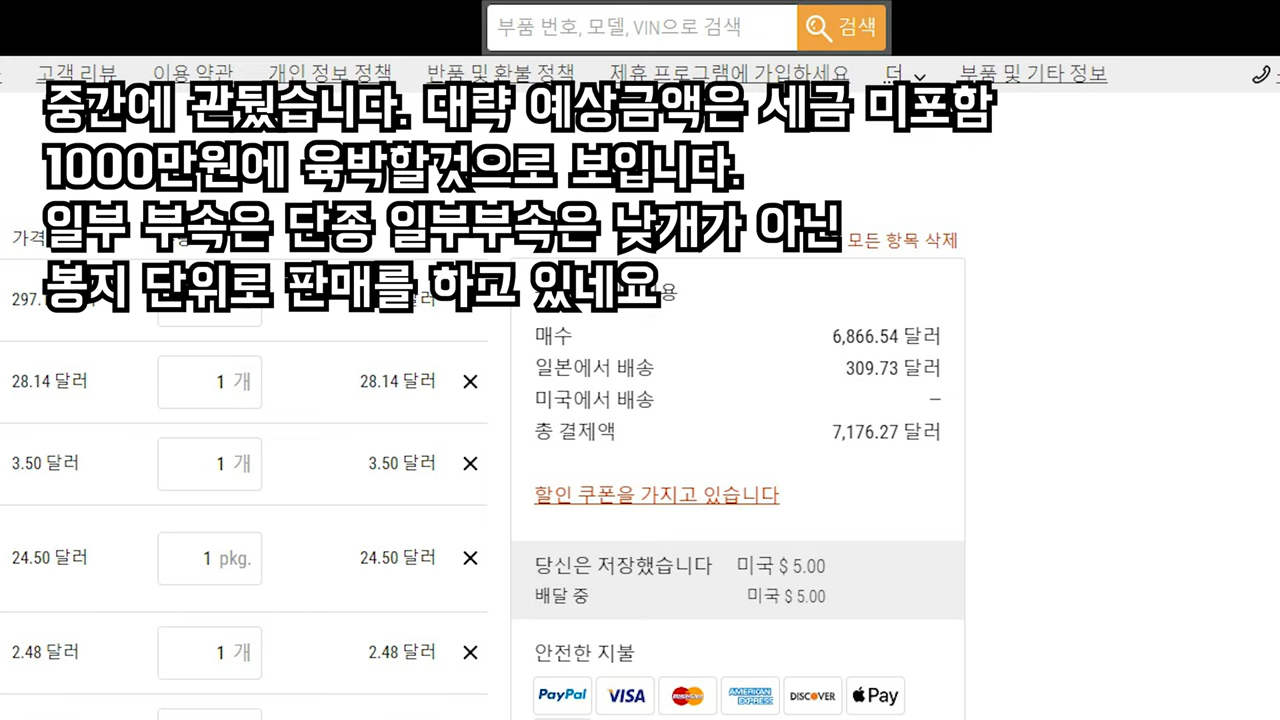 부품 번호, 모델, VIN으로 검색
검색
고객 리뷰 이용 약관 개인 정보 정책 반품 및 환불 정책 제휴 프로그램에 가입하세요 더 부품 및 기타 정보
중간에 관뒀습니다. 대략 예상금액은 세금 미포함
1000만원에 육박할것으로 보입니다.
일부 부속은 단종 일부부속은 낮개가 아닌
봉지 단위로 판매를 하고 있네요
가격
모든 항목 삭제
297.
매수 6,866.54 달러
일본에서 배송 309.73 달러
미국에서 배송 –
총 결제액 7,176.27 달러
할인 쿠폰을 가지고 있습니다
당신은 저장했습니다 미국 $ 5.00
배달 중 미국 $ 5.00
안전한 지불
PayPal VISA MasterCard AMERICAN EXPRESS DISCOVER Pay
28.14 달러 1 개 28.14 달러
3.50 달러 1 개 3.50 달러
24.50 달러 1 pkg. 24.50 달러
2.48 달러 1 개 2.48 달러